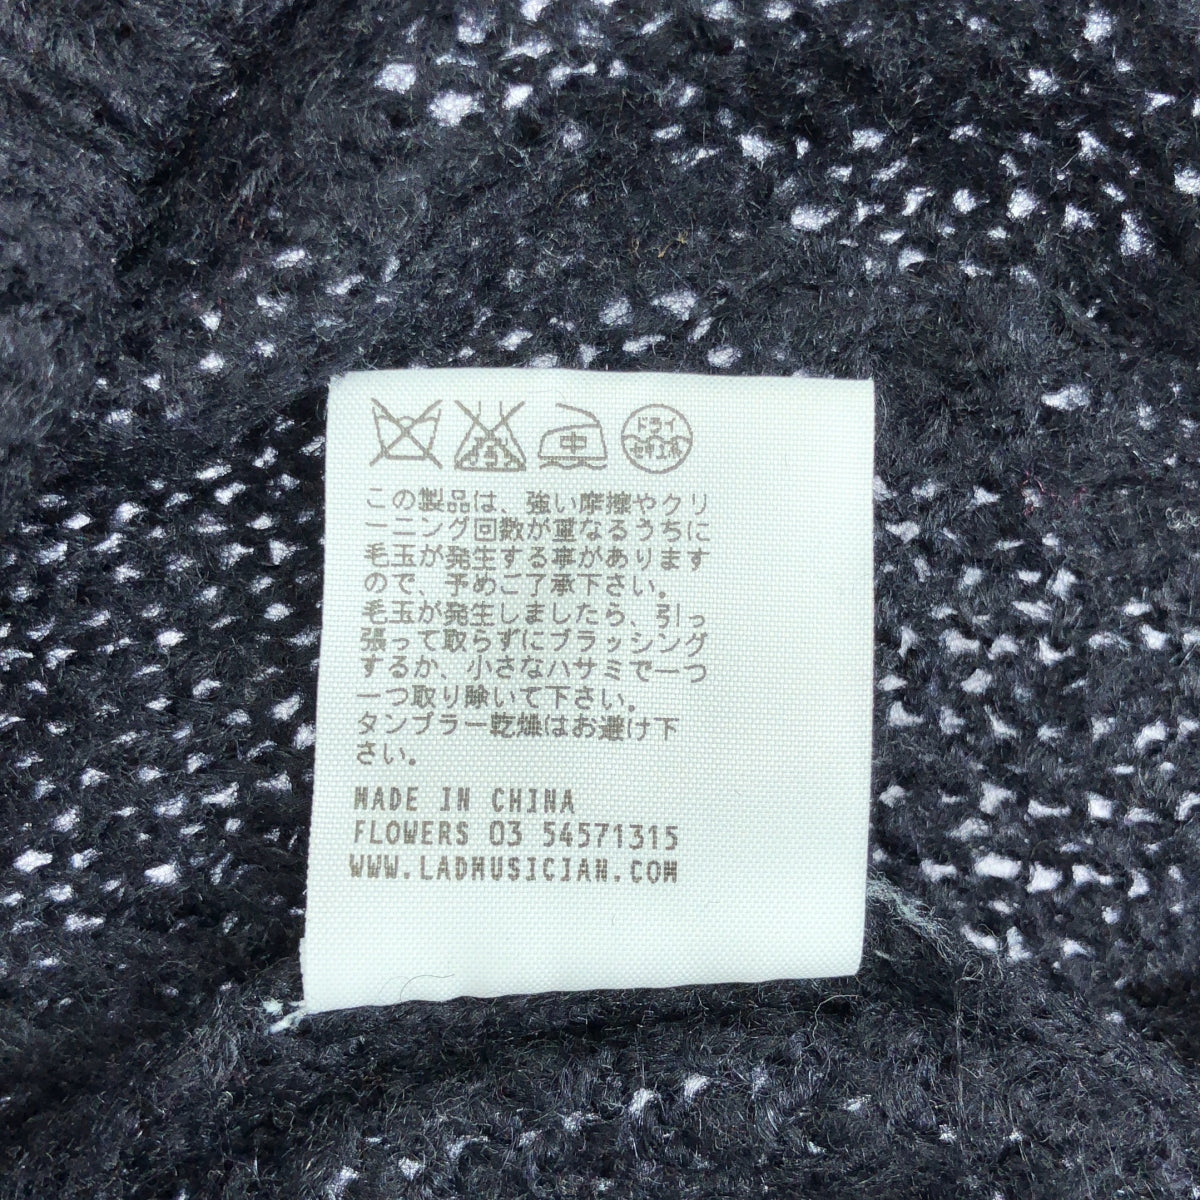 中 ドライ
セキユ系
この製品は、強い摩擦やクリ
ーニング回数が重なるうちに
毛玉が発生する事があります
ので、予めご了承下さい。
毛玉が発生しましたら、引っ
張って取らずにブラッシング
するか、小さなハサミで一つ
一つ取り除いて下さい。
タンブラー乾燥はお避け下
さい。
MADE IN CHINA
FLOWERS 03 54571315
WWW.LADMUSICIAN.COM